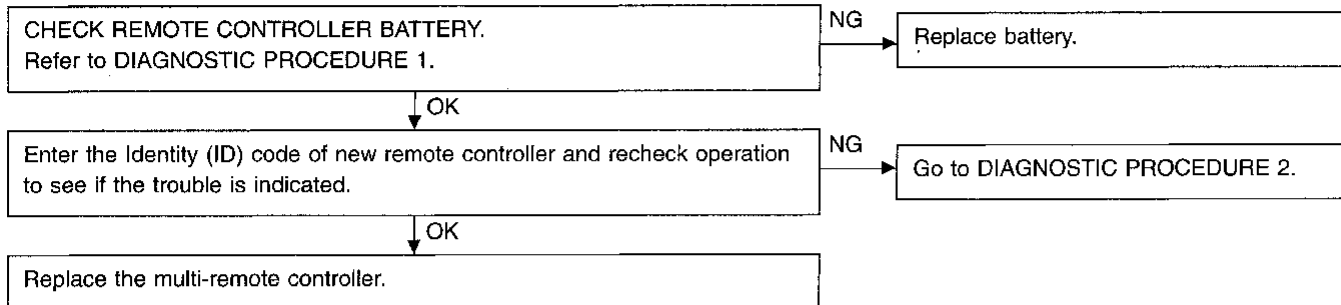 CHECK REMOTE CONTROLLER BATTERY.
Refer to DIAGNOSTIC PROCEDURE 1.
NG
Replace battery.
OK
Enter the Identity (ID) code of new remote controller and recheck operation
to see if the trouble is indicated.
NG
Go to DIAGNOSTIC PROCEDURE 2.
OK
Replace the multi-remote controller.